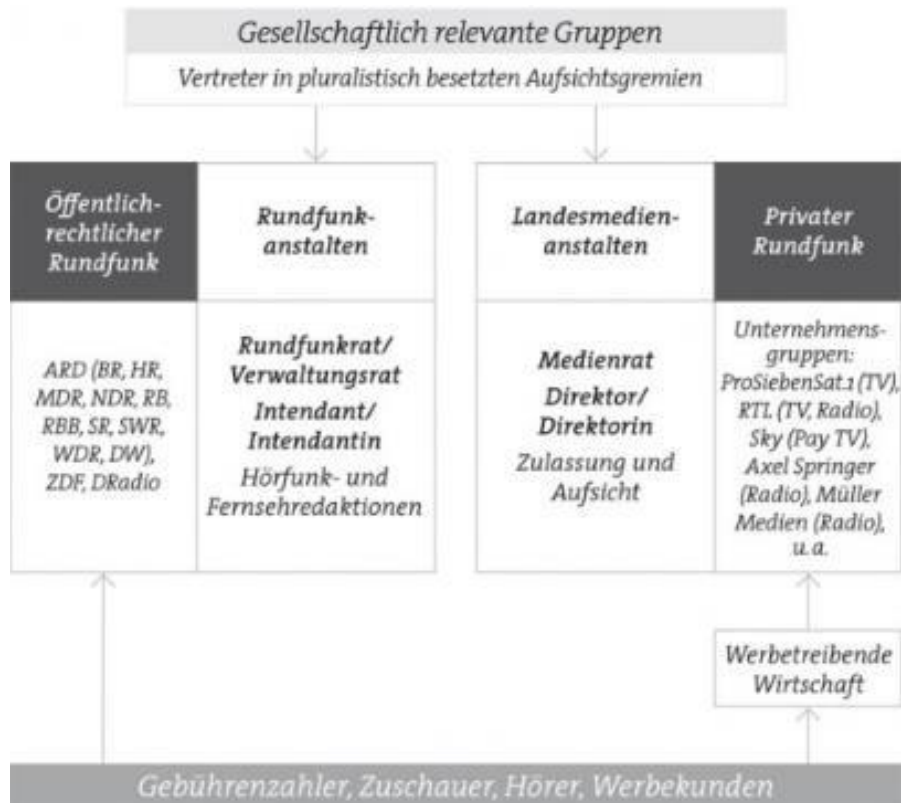 Gesellschaftlich relevante Gruppen
Vertreter in pluralistisch besetzten Aufsichtsgremien
Öffentlich-
rechtlicher
Rundfunk
Rundfunk-
anstalten
Landesmedien-
anstalten
Privater
Rundfunk
ARD (BR, HR,
MDR, NDR, RB,
RBB, SR, SWR,
WDR, DW),
ZDF, DRadio
Rundfunkrat/
Verwaltungsrat
Intendant/
Intendantin
Hörfunk- und
Fernsehredaktionen
Medienrat
Direktor/
Direktorin
Zulassung und
Aufsicht
Unternehmens-
gruppen:
ProSiebenSat.1 (TV),
RTL (TV, Radio),
Sky (Pay TV),
Axel Springer
(Radio), Müller
Medien (Radio),
u. a.
Werbetreibende
Wirtschaft
Gebührenzahler, Zuschauer, Hörer, Werbekunden